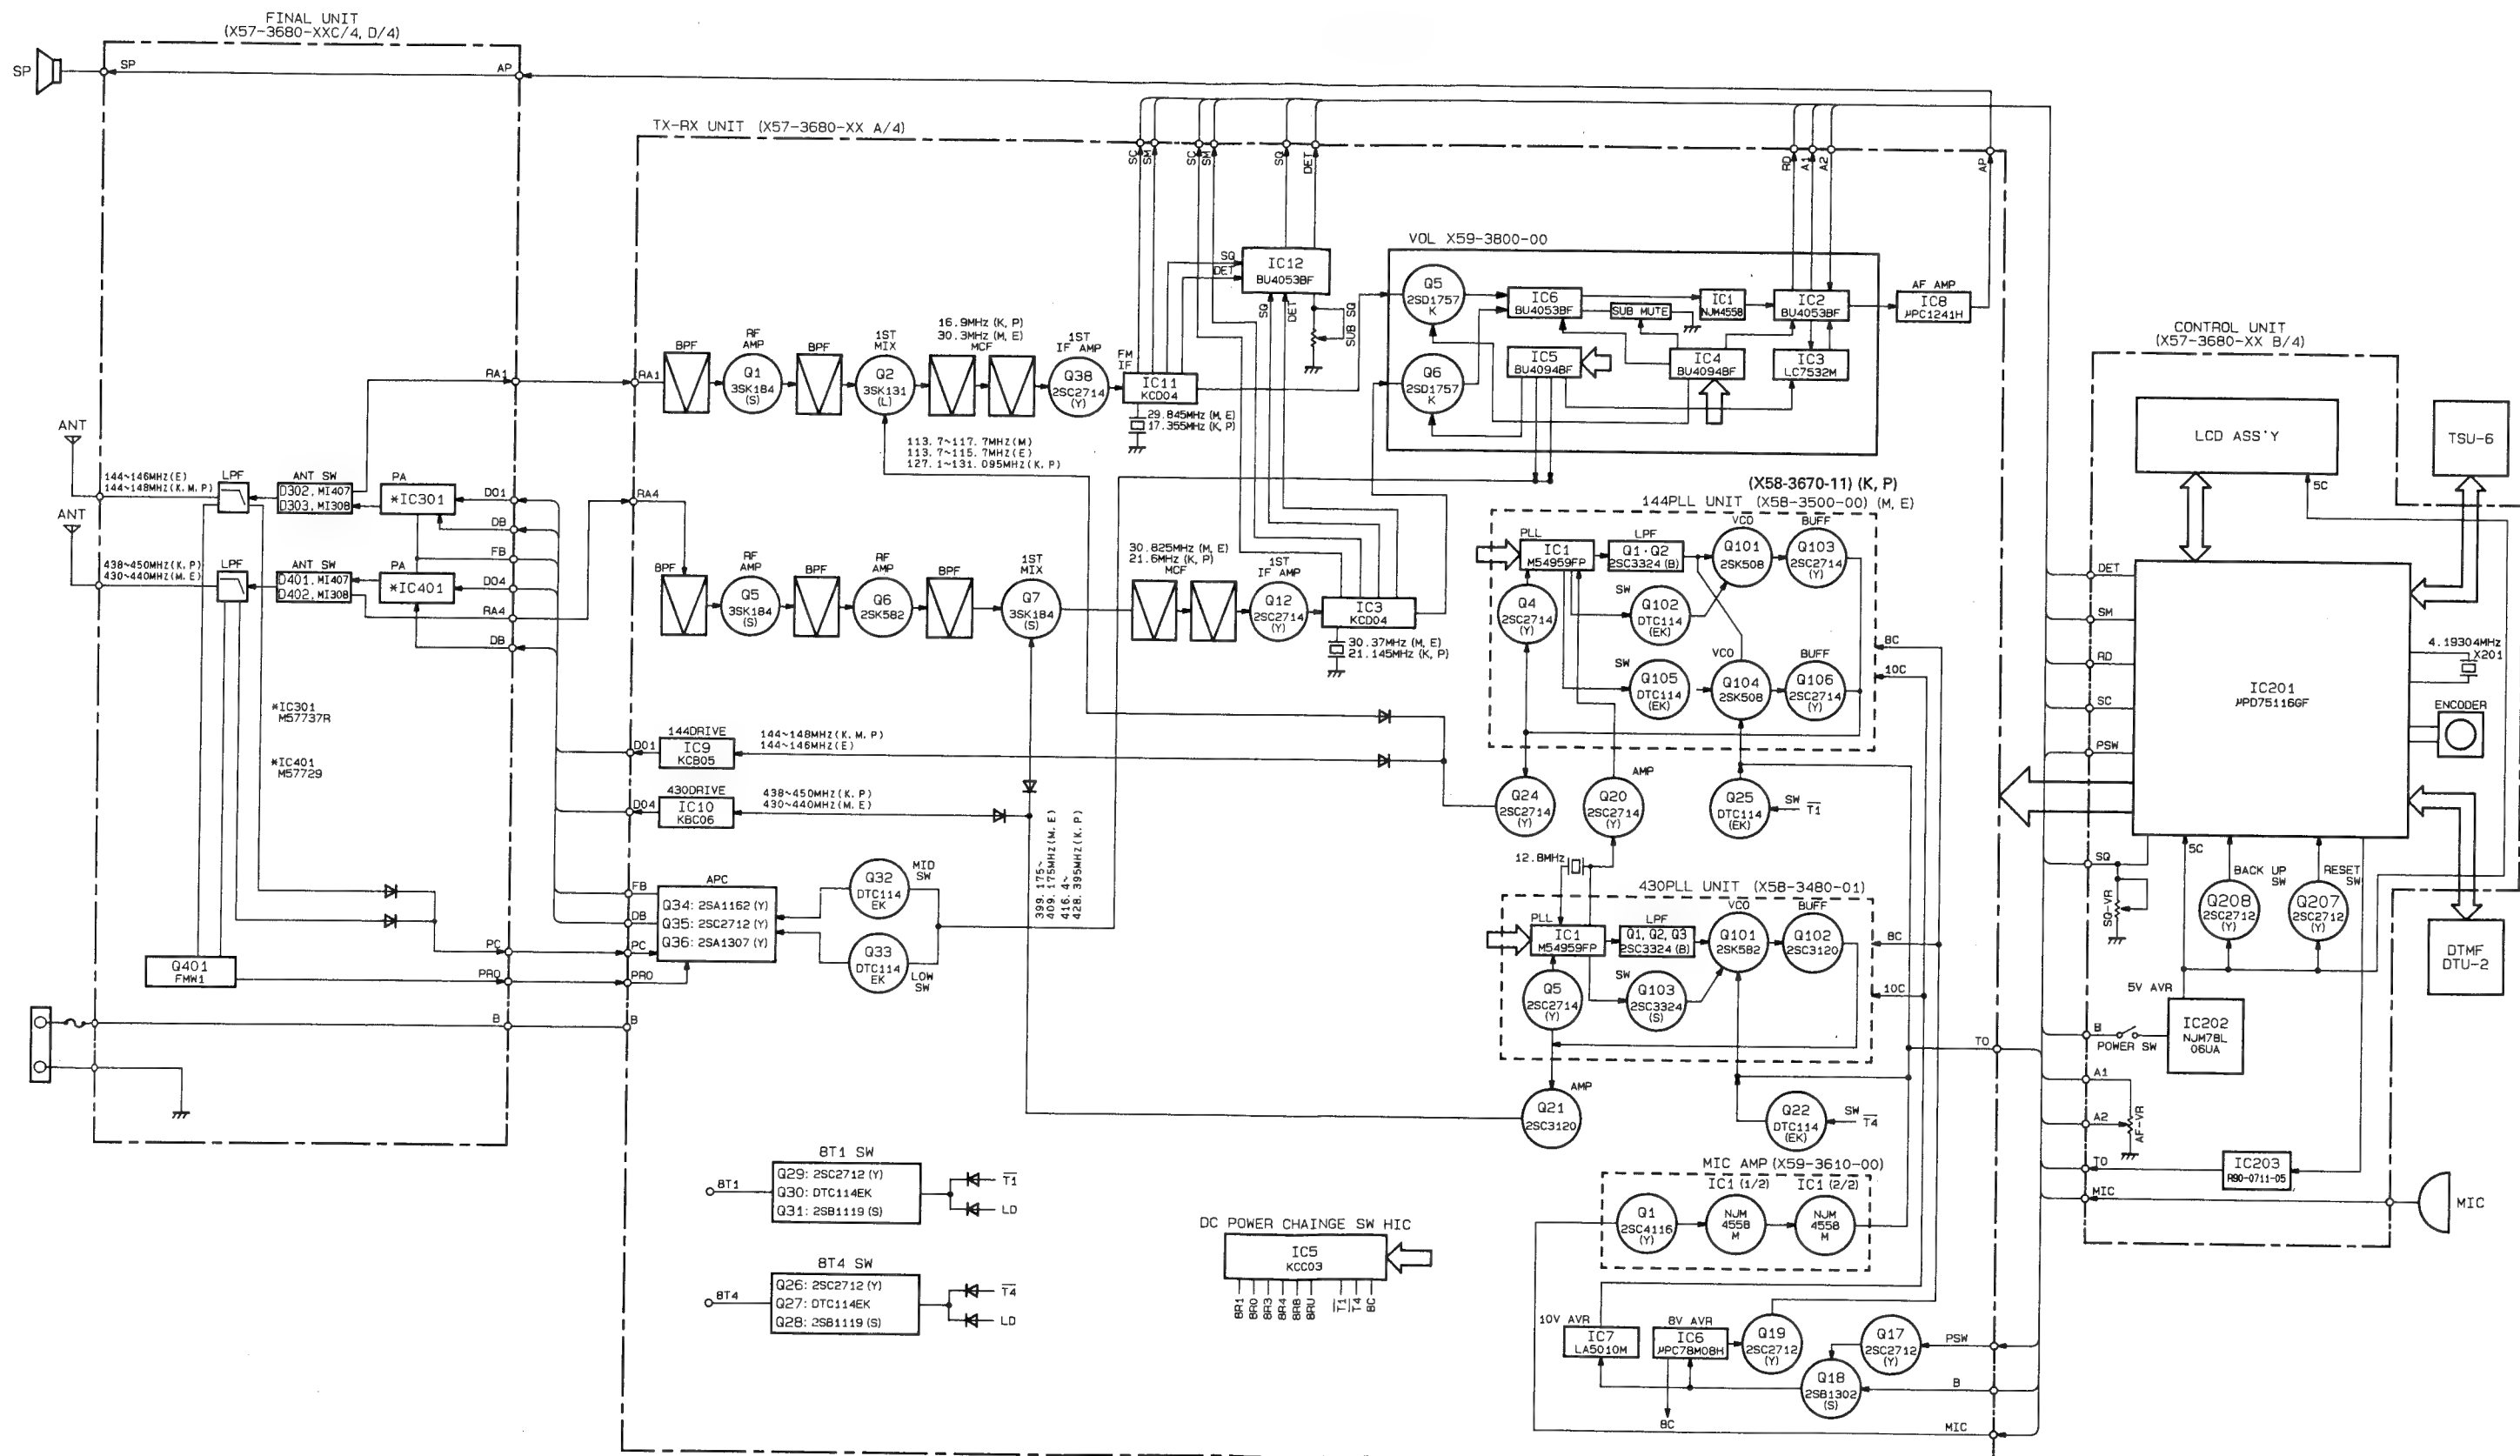 FINAL UNIT
(X57-3680-XXC/4, D/4)
SP
SP
AP
TX-RX UNIT (X57-3680-XX A/4)
SC
SM
SC
SM
SQ
DET
RD
A1
A2
AP
VOL X59-3800-00
SQ
DET
IC12
BU4053BF
SQ
DET
SUB SQ
Q5
2SD1757
K
IC6
BU4053BF
SUB MUTE
IC1
NJM4558
IC2
BU4053BF
AF AMP
IC8
µPC1241H
Q6
2SD1757
K
IC5
BU4094BF
IC4
BU4094BF
IC3
LC7532M
CONTROL UNIT
(X57-3680-XX B/4)
LCD ASS'Y
TSU-6
5C
RA1
RA1
BPF
RF
AMP
Q1
3SK184
(S)
BPF
1ST
MIX
Q2
3SK131
(L)
16.9MHz (K, P)
30.3MHz (M, E)
MCF
1ST
IF AMP
Q38
2SC2714
(Y)
FM
IF
IC11
KCD04
29.845MHz (M, E)
17.355MHz (K, P)
113.7~117.7MHZ(M)
113.7~115.7MHZ(E)
127.1~131.095MHZ(K, P)
ANT
144~146MHz(E)
144~148MHz(K, M, P)
LPF
ANT SW
D302, MI407
D303, MI308
PA
*IC301
DO1
DB
FB
ANT
438~450MHz(K, P)
430~440MHz(M, E)
LPF
ANT SW
D401, MI407
D402, MI308
PA
*IC401
DO4
RA4
DB
RA4
BPF
RF
AMP
Q5
3SK184
(S)
BPF
RF
AMP
Q6
2SK582
BPF
1ST
MIX
Q7
3SK184
(S)
30.825MHz (M, E)
21.6MHz (K, P)
MCF
1ST
IF AMP
Q12
2SC2714
(Y)
IC3
KCD04
30.37MHz (M, E)
21.145MHz (K, P)
(X58-3670-11) (K, P)
144PLL UNIT (X58-3500-00) (M, E)
PLL
IC1
M54959FP
LPF
Q1·Q2
2SC3324 (B)
VCO
Q101
2SK508
BUFF
Q103
2SC2714
(Y)
Q4
2SC2714
(Y)
SW
Q102
DTC114
(EK)
SW
Q105
DTC114
(EK)
VCO
Q104
2SK508
BUFF
Q106
2SC2714
(Y)
8C
10C
DET
SM
RD
SC
PSW
IC201
µPD75116GF
4.19304MHz
X201
ENCODER
*IC301
M57737R
*IC401
M57729
DO1
144DRIVE
IC9
KCB05
144~148MHz(K, M, P)
144~146MHz(E)
DO4
430DRIVE
IC10
KBC06
438~450MHz(K, P)
430~440MHz(M, E)
Q24
2SC2714
(Y)
AMP
Q20
2SC2714
(Y)
Q25
DTC114
(EK)
SW
T1
12.8MHz
399.175~
409.175MHZ(M, E)
416.4~
428.395MHZ(K, P)
FB
DB
PC
PRO
APC
Q34: 2SA1162 (Y)
Q35: 2SC2712 (Y)
Q36: 2SA1307 (Y)
Q32
DTC114
EK
MID
SW
Q33
DTC114
EK
LOW
SW
430PLL UNIT (X58-3480-01)
PLL
IC1
M54959FP
LPF
Q1, Q2, Q3
2SC3324 (B)
VCO
Q101
2SK582
BUFF
Q102
2SC3120
Q5
2SC2714
(Y)
SW
Q103
2SC3324
(S)
8C
10C
SQ
SQ-VR
5C
BACK UP
SW
Q208
2SC2712
(Y)
RESET
SW
Q207
2SC2712
(Y)
DTMF
DTU-2
5V AVR
IC202
NJM78L
06UA
B
POWER SW
Q401
FMW1
PC
PRO
B
B
AMP
Q21
2SC3120
Q22
DTC114
(EK)
SW
T4
TO
A1
A2
AF-VR
TO
IC203
R90-0711-05
MIC
MIC
8T1 SW
8T1
Q29: 2SC2712 (Y)
Q30: DTC114EK
Q31: 2SB1119 (S)
T1
LD
8T4 SW
8T4
Q26: 2SC2712 (Y)
Q27: DTC114EK
Q28: 2SB1119 (S)
T4
LD
DC POWER CHAINGE SW HIC
IC5
KCC03
8R1
8R0
8R3
8R4
8R8
8RU
T1
T4
8C
MIC AMP (X59-3610-00)
Q1
2SC4116
(Y)
IC1 (1/2)
NJM
4558
M
IC1 (2/2)
NJM
4558
M
10V AVR
IC7
LA5010M
8V AVR
IC6
µPC78M08H
Q19
2SC2712
(Y)
Q17
2SC2712
(Y)
PSW
Q18
2SB1302
(S)
B
8C
MIC